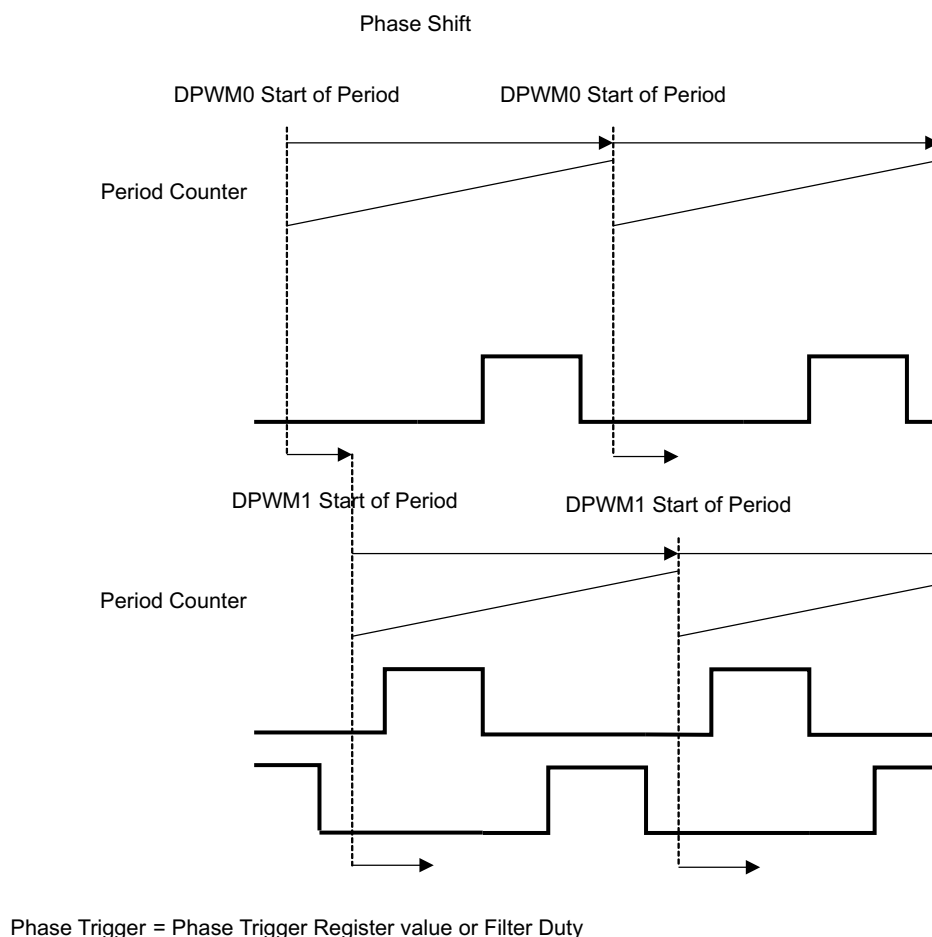 Phase Shift
DPWM0 Start of Period
DPWM0 Start of Period
Period Counter
DPWM1 Start of Period
DPWM1 Start of Period
Period Counter
Phase Trigger = Phase Trigger Register value or Filter Duty